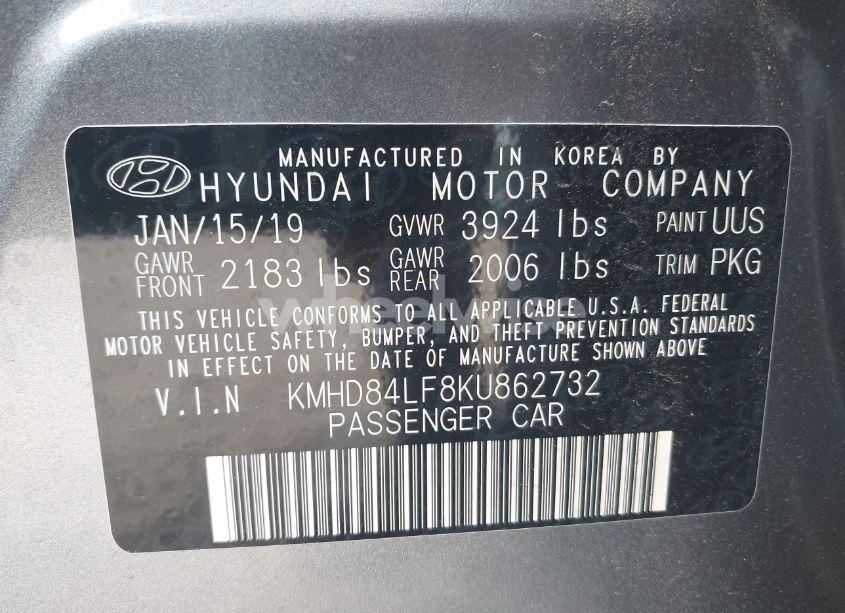 MANUFACTURED IN KOREA BY
HYUNDAI MOTOR COMPANY
JAN/15/19 GVWR 3924 lbs PAINT UUS
GAWR FRONT 2183 lbs GAWR REAR 2006 lbs TRIM PKG
THIS VEHICLE CONFORMS TO ALL APPLICABLE U.S.A. FEDERAL
MOTOR VEHICLE SAFETY, BUMPER, AND THEFT PREVENTION STANDARDS
IN EFFECT ON THE DATE OF MANUFACTURE SHOWN ABOVE
V.I.N KMHD84LF8KU862732
PASSENGER CAR